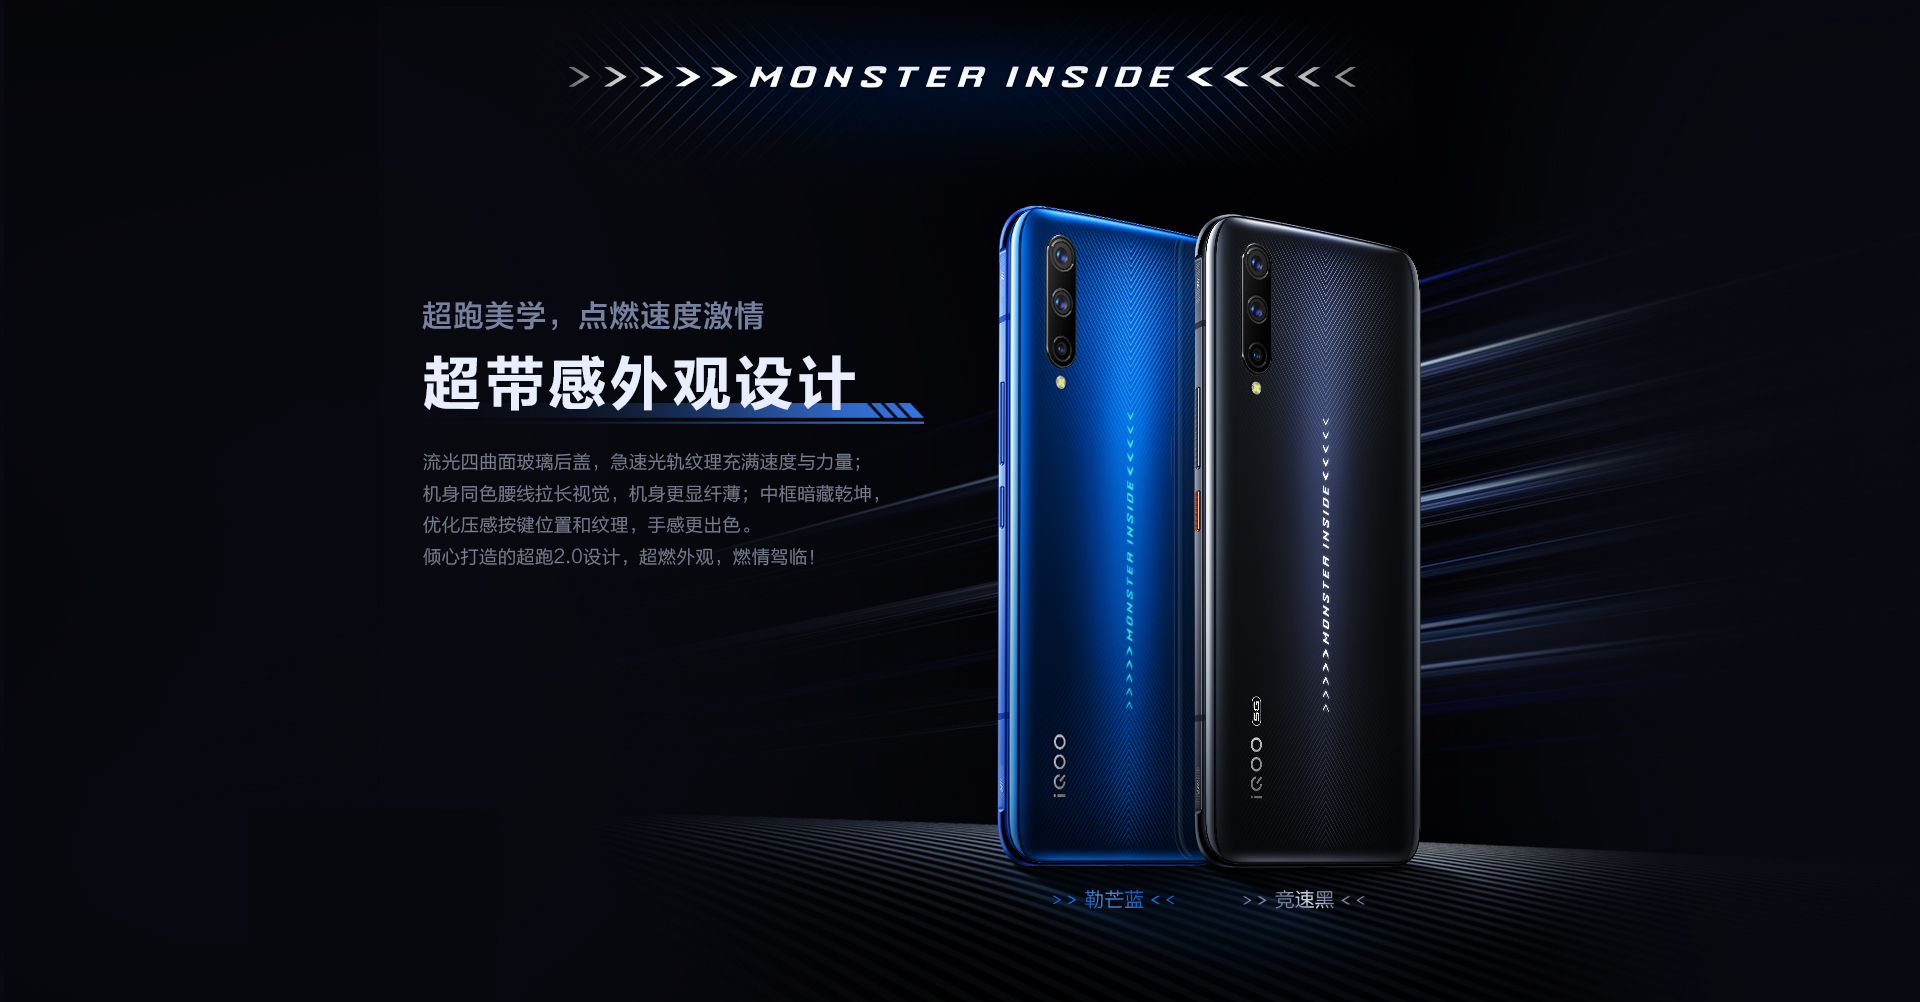 >>>>>MONSTER INSIDE<<<<<
超跑美学，点燃速度激情
超带感外观设计
流光四曲面玻璃后盖，急速光轨纹理充满速度与力量；
机身同色腰线拉长视觉，机身更显纤薄；中框暗藏乾坤，
优化压感按键位置和纹理，手感更出色。
倾心打造的超跑2.0设计，超燃外观，燃情驾临！
>>>>>MONSTER INSIDE<<<<<
iQOO
>>>>>MONSTER INSIDE<<<<<
iQOO 5G
>> 勒芒蓝 <<
>> 竞速黑 <<